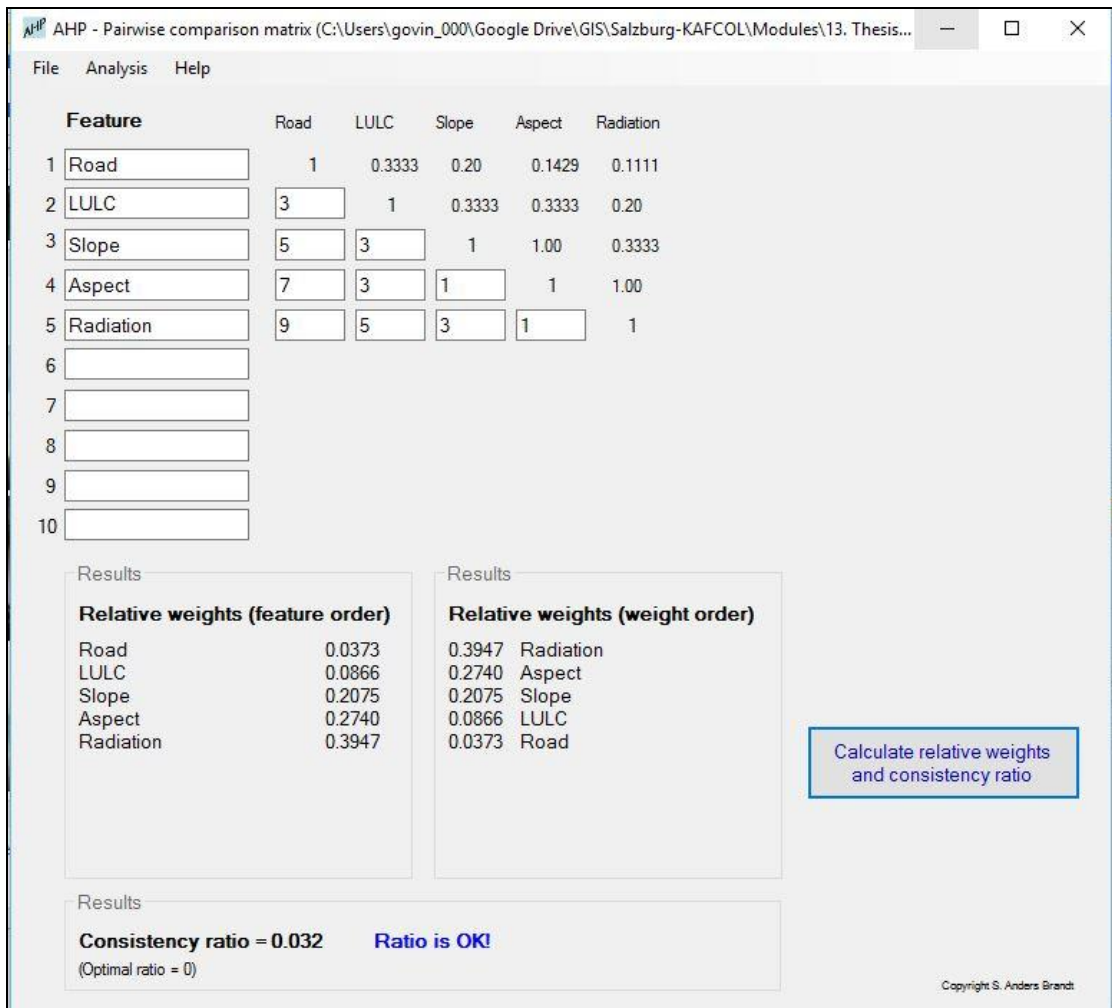 AHP AHP - Pairwise comparison matrix (C:\Users\govin_000\Google Drive\GIS\Salzburg-KAFCOL\Modules\13. Thesis...
File Analysis Help
Feature Road LULC Slope Aspect Radiation
1 Road 1 0.3333 0.20 0.1429 0.1111
2 LULC 3 1 0.3333 0.3333 0.20
3 Slope 5 3 1 1.00 0.3333
4 Aspect 7 3 1 1 1.00
5 Radiation 9 5 3 1 1
6
7
8
9
10
Results Results
Relative weights (feature order) Relative weights (weight order)
Road 0.0373 0.3947 Radiation
LULC 0.0866 0.2740 Aspect
Slope 0.2075 0.2075 Slope
Aspect 0.2740 0.0866 LULC
Radiation 0.3947 0.0373 Road
Calculate relative weights
and consistency ratio
Results
Consistency ratio = 0.032 Ratio is OK!
(Optimal ratio = 0)
Copyright S. Anders Brandt